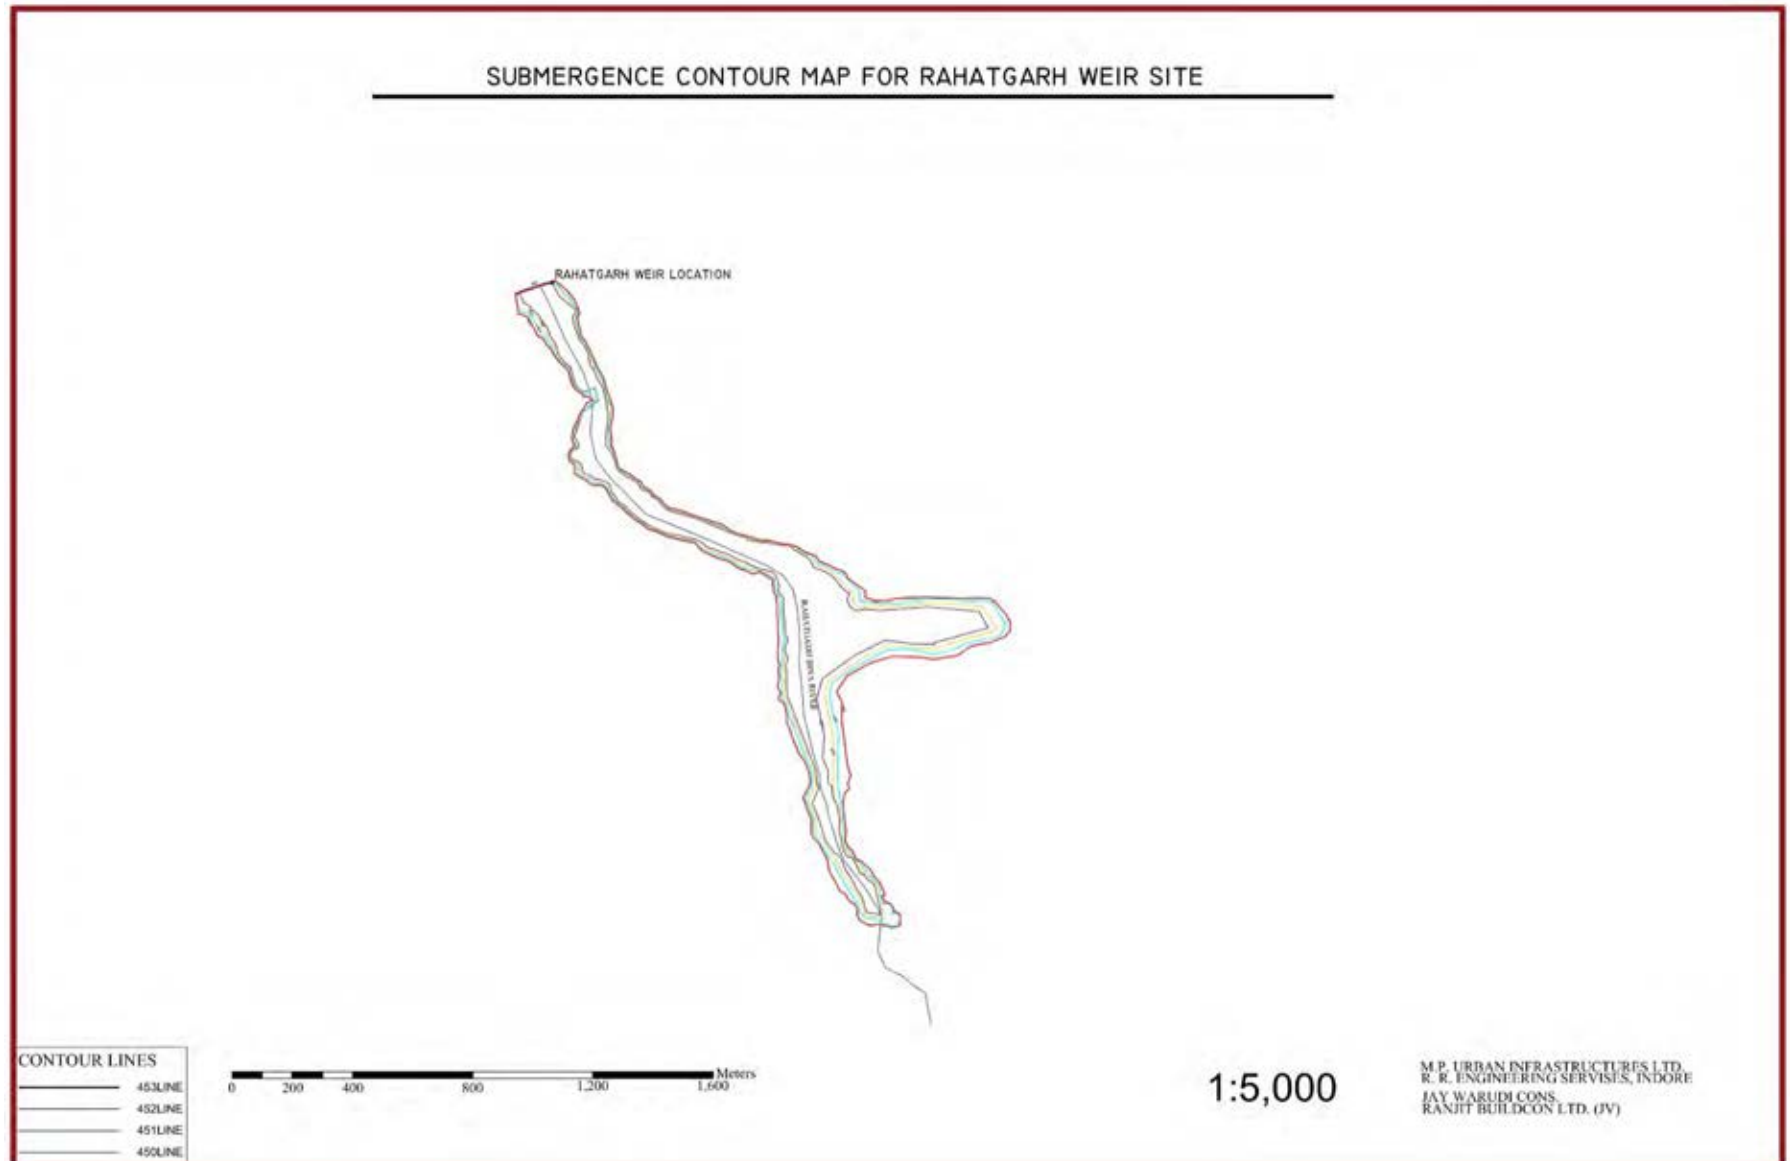 SUBMERGENCE CONTOUR MAP FOR RAHATGARH WEIR SITE
RAHATGARH WEIR LOCATION
RIVER
CONTOUR LINES
453LINE
452LINE
451LINE
450LINE
0 200 400 800 1,200 1,600 Meters
1:5,000
M.P. URBAN INFRASTRUCTURES LTD.
R. R. ENGINEERING SERVISES, INDORE
JAY WARUDI CONS.
RANJIT BUILDCON LTD. (JV)